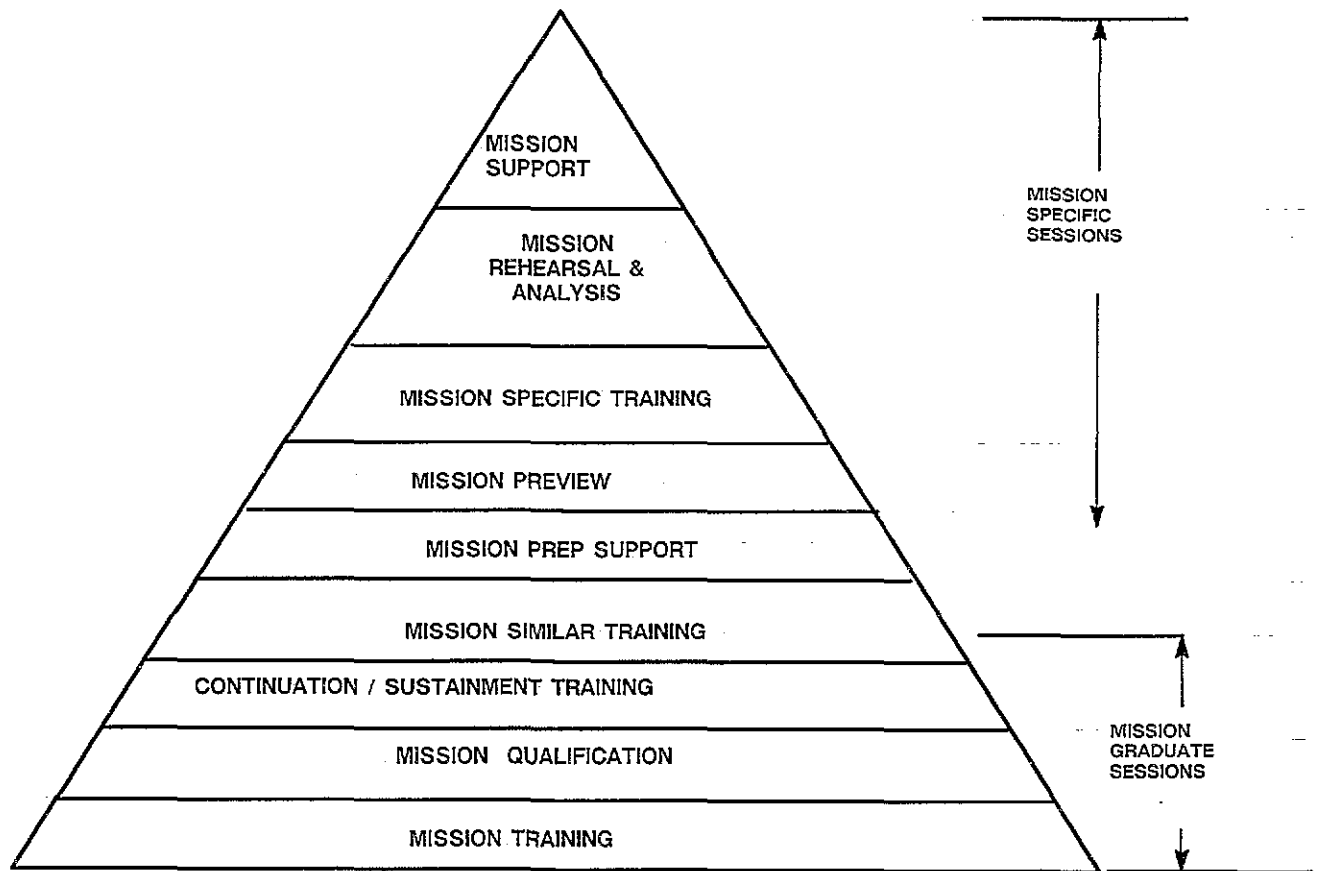 MISSION
SUPPORT
MISSION
REHEARSAL &
ANALYSIS
MISSION SPECIFIC TRAINING
MISSION PREVIEW
MISSION PREP SUPPORT
MISSION SIMILAR TRAINING
CONTINUATION / SUSTAINMENT TRAINING
MISSION QUALIFICATION
MISSION TRAINING
MISSION
SPECIFIC
SESSIONS
MISSION
GRADUATE
SESSIONS